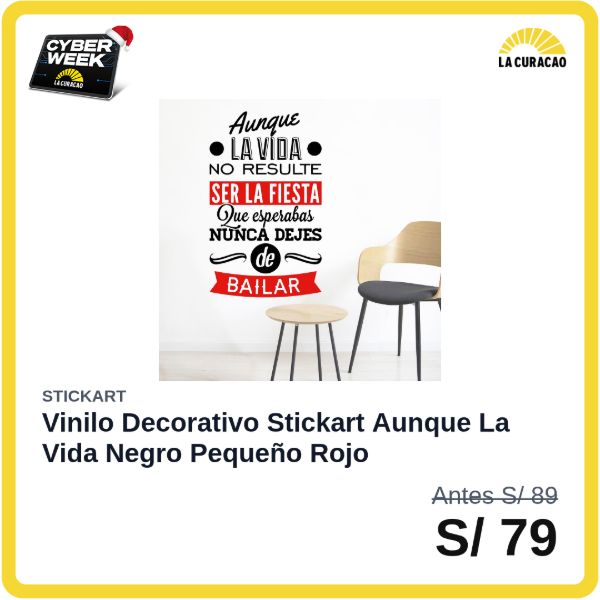 CYBER
WEEK
LA CURACAO
LA CURACAO
Aunque
LA VIDA
NO RESULTE
SER LA FIESTA
Que esperabas
NUNCA DEJES
de
BAILAR
STICKART
Vinilo Decorativo Stickart Aunque La
Vida Negro Pequeño Rojo
Antes S/ 89
S/ 79